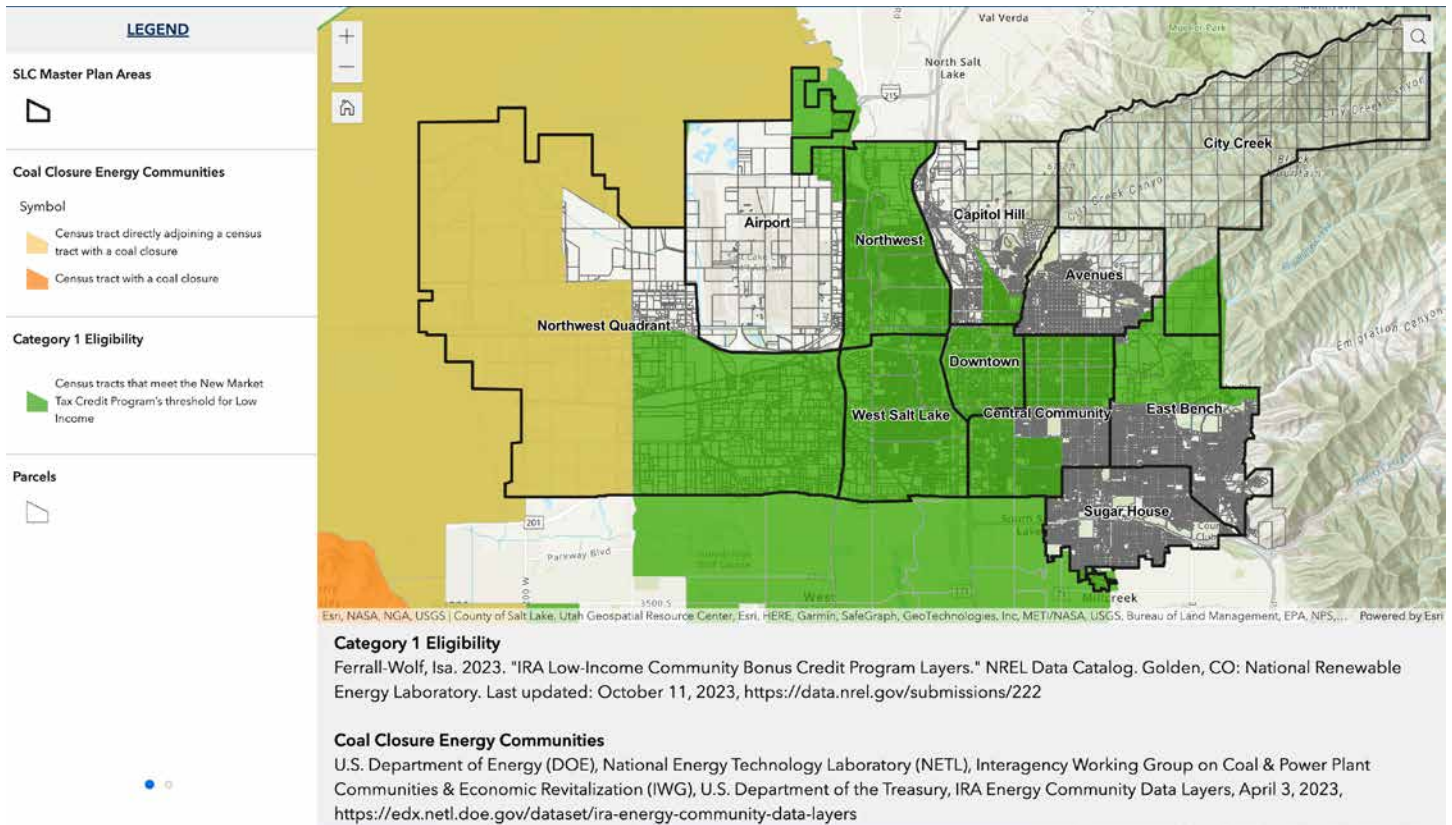 LEGEND
SLC Master Plan Areas
Coal Closure Energy Communities
Symbol
Census tract directly adjoining a census
tract with a coal closure
Census tract with a coal closure
Category 1 Eligibility
Census tracts that meet the New Market
Tax Credit Program's threshold for Low
Income
Parcels
Val Verda
Mueller Park
North Salt
Lake
215
City Creek Canyon
City Creek
City Creek Canyon
Airport
Capitol Hill
Northwest
Avenues
Emigration Canyon
Northwest Quadrant
Downtown
West Salt Lake
Central Community
East Bench
Sugar House
201
Parkway Blvd
West
3500 S
Esri, NASA, NGA, USGS | County of Salt Lake, Utah Geospatial Resource Center, Esri, HERE, Garmin, SafeGraph, GeoTechnologies, Inc, METI/NASA, USGS, Bureau of Land Management, EPA, NPS,... Powered by Esri
Category 1 Eligibility
Ferrall-Wolf, Isa. 2023. "IRA Low-Income Community Bonus Credit Program Layers." NREL Data Catalog. Golden, CO: National Renewable
Energy Laboratory. Last updated: October 11, 2023, https://data.nrel.gov/submissions/222
Coal Closure Energy Communities
U.S. Department of Energy (DOE), National Energy Technology Laboratory (NETL), Interagency Working Group on Coal & Power Plant
Communities & Economic Revitalization (IWG), U.S. Department of the Treasury, IRA Energy Community Data Layers, April 3, 2023,
https://edx.netl.doe.gov/dataset/ira-energy-community-data-layers